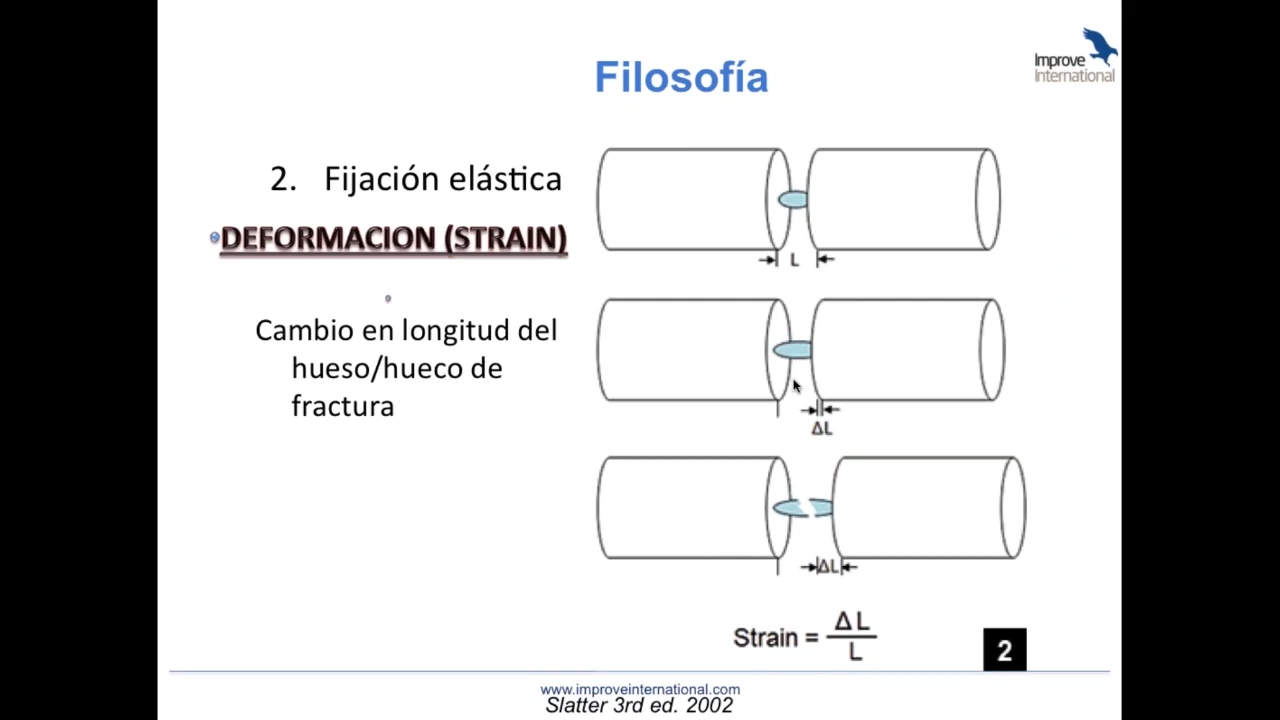 Filosofía
Improve
International
2. Fijación elástica
DEFORMACION (STRAIN)
Cambio en longitud del
hueso/hueco de
fractura
L
ΔL
ΔL
Strain = ΔL / L
2
www.improveinternational.com
Slatter 3rd ed. 2002